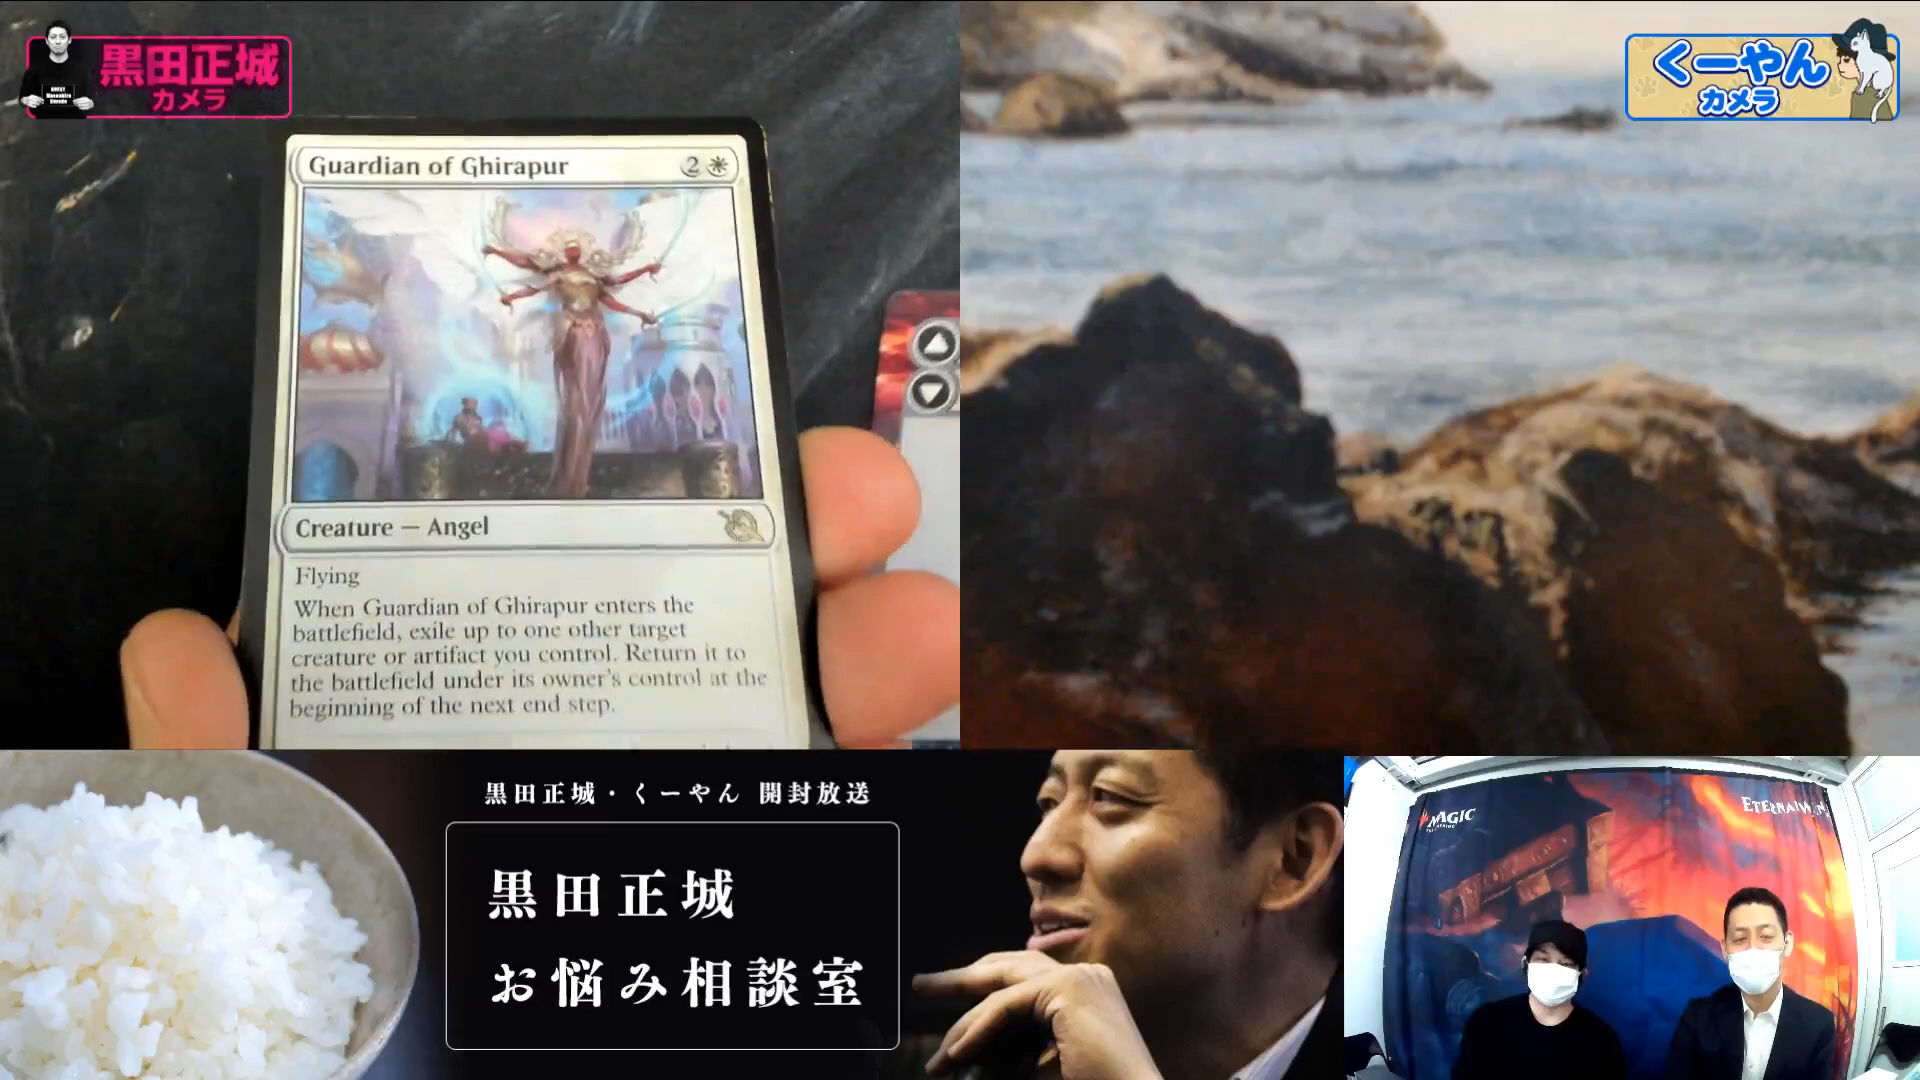 黒田正城
カメラ
くーやん
カメラ
Guardian of Ghirapur 2
Creature — Angel
Flying
When Guardian of Ghirapur enters the
battlefield, exile up to one other target
creature or artifact you control. Return it to
the battlefield under its owner's control at the
beginning of the next end step.
黒田正城・くーやん 開封放送
黒田正城
お悩み相談室
MAGIC